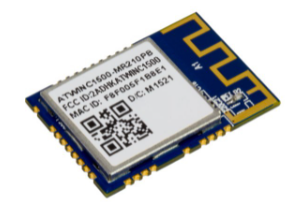 ATWINC1500-MR210PB
FCC ID:2ADHKATWINC1500
MAC ID: F8F005F1B8E1
D/C: M1521